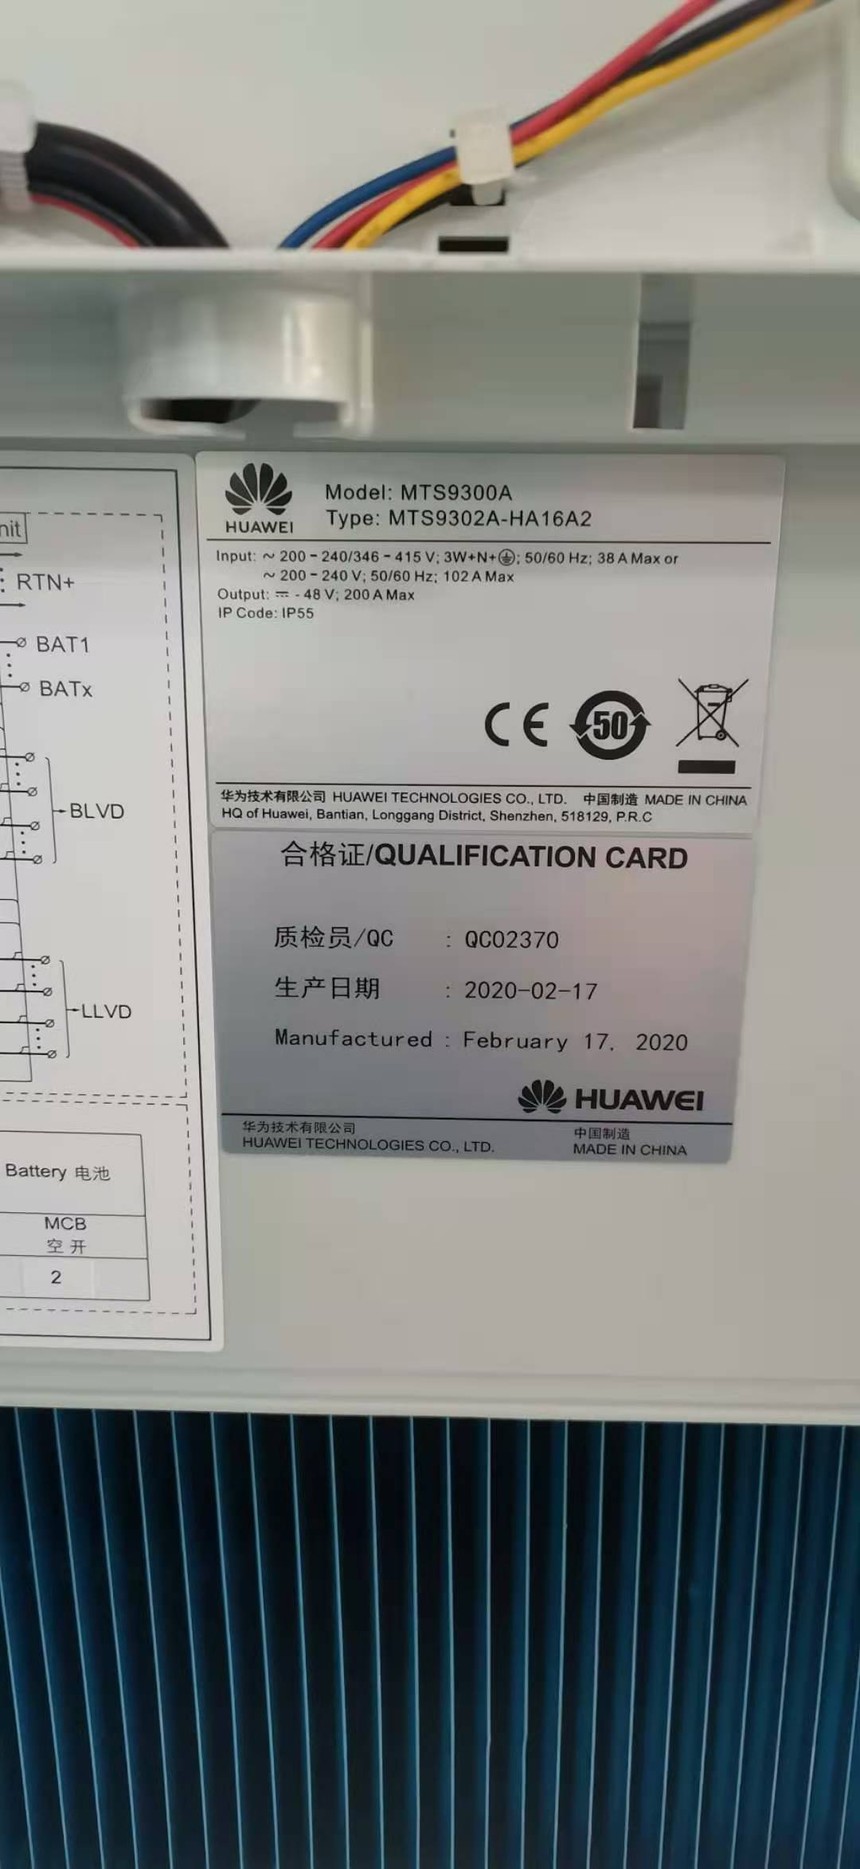 nit
RTN+
BAT1
BATx
BLVD
LLVD
Battery 电池
MCB
空开
2
HUAWEI
Model: MTS9300A
Type: MTS9302A-HA16A2
Input: ~ 200 - 240/346 - 415 V; 3W+N+⏚; 50/60 Hz; 38 A Max or
~ 200 - 240 V; 50/60 Hz; 102 A Max
Output: ⎓ - 48 V; 200 A Max
IP Code: IP55
CE 50
华为技术有限公司 HUAWEI TECHNOLOGIES CO., LTD. 中国制造 MADE IN CHINA
HQ of Huawei, Bantian, Longgang District, Shenzhen, 518129, P.R.C
合格证/QUALIFICATION CARD
质检员/QC : QC02370
生产日期 : 2020-02-17
Manufactured : February 17, 2020
HUAWEI
华为技术有限公司 中国制造
HUAWEI TECHNOLOGIES CO., LTD. MADE IN CHINA